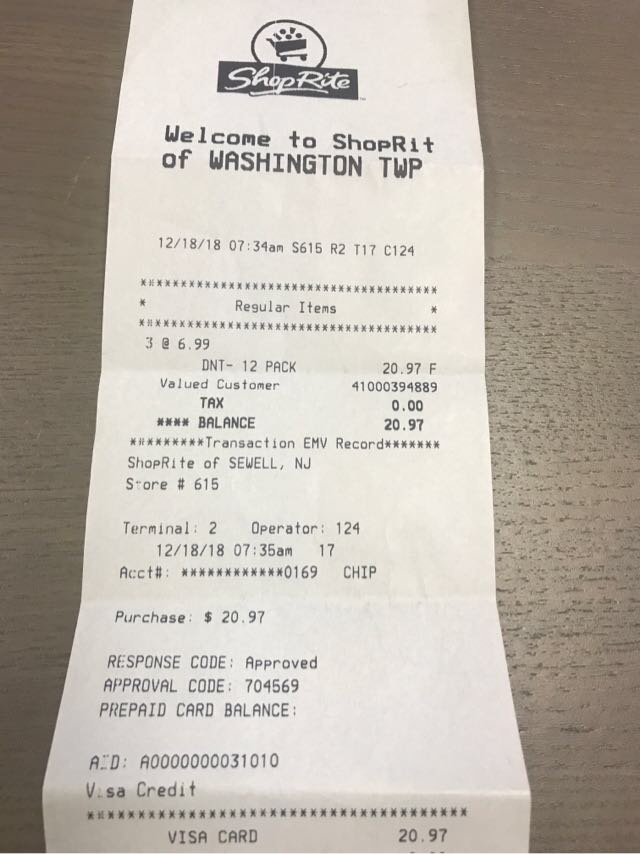 ShopRite
Welcome to ShopRit
of WASHINGTON TWP
12/18/18 07:34am S615 R2 T17 C124
************************************
* Regular Items *
************************************
3 @ 6.99
DNT- 12 PACK 20.97 F
Valued Customer 41000394889
TAX 0.00
**** BALANCE 20.97
*********Transaction EMV Record*******
ShopRite of SEWELL, NJ
Store # 615
Terminal: 2 Operator: 124
12/18/18 07:35am 17
Acct#: ************0169 CHIP
Purchase: $ 20.97
RESPONSE CODE: Approved
APPROVAL CODE: 704569
PREPAID CARD BALANCE:
AID: A0000000031010
Visa Credit
******************************************
VISA CARD 20.97